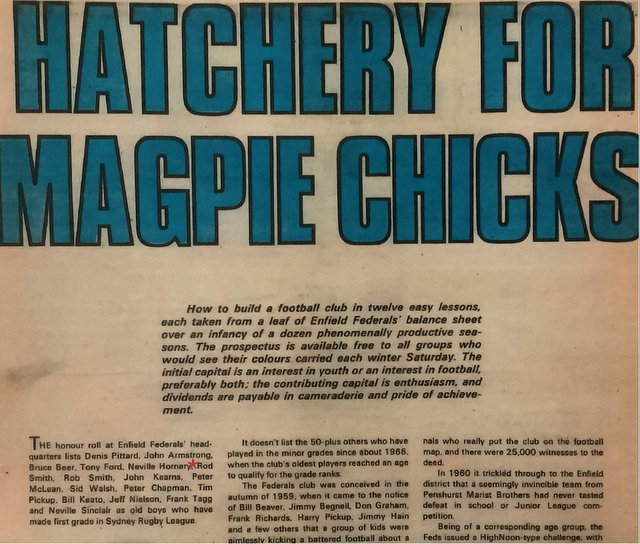 HATCHERY FOR
MAGPIE CHICKS
How to build a football club in twelve easy lessons,
each taken from a leaf of Enfield Federals' balance sheet
over an infancy of a dozen phenomenally productive sea-
sons. The prospectus is available free to all groups who
would see their colours carried each winter Saturday. The
initial capital is an interest in youth or an interest in football,
preferably both; the contributing capital is enthusiasm, and
dividends are payable in cameraderie and pride of achieve-
ment.
THE honour roll at Enfield Federals' head-
quarters lists Denis Pittard, John Armstrong,
Bruce Beer, Tony Ford, Neville Hornery, Rod
Smith, Rob Smith, John Kearns, Peter
McLean, Sid Walsh, Peter Chapman, Tim
Pickup, Bill Keato, Jeff Nielson, Frank Tagg
and Neville Sinclair as old boys who have
made first grade in Sydney Rugby League.
It doesn't list the 50-plus others who have
played in the minor grades since about 1966,
when the club's oldest players reached an age
to qualify for the grade ranks.
The Federals club was conceived in the
autumn of 1959, when it came to the notice
of Bill Beaver, Jimmy Begnell, Don Graham,
Frank Richards, Harry Pickup, Jimmy Hain
and a few others that a group of kids were
aimlessly kicking a battered football about a
nals who really put the club on the football
map, and there were 25,000 witnesses to the
deed.
In 1960 it trickled through to the Enfield
district that a seemingly invincible team from
Penshurst Marist Brothers had never tasted
defeat in school or Junior League com-
petition.
Being of a corresponding age group, the
Feds issued a HighNoon-type challenge, with